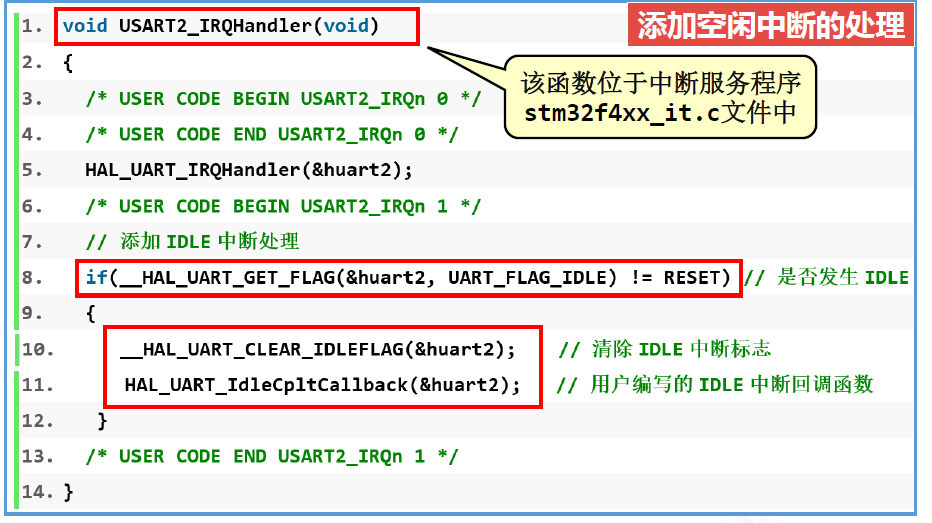 添加空闲中断的处理
1. void USART2_IRQHandler(void)
2. {
该函数位于中断服务程序
stm32f4xx_it.c文件中
3. /* USER CODE BEGIN USART2_IRQn 0 */
4. /* USER CODE END USART2_IRQn 0 */
5. HAL_UART_IRQHandler(&huart2);
6. /* USER CODE BEGIN USART2_IRQn 1 */
7. // 添加 IDLE 中断处理
8. if(__HAL_UART_GET_FLAG(&huart2, UART_FLAG_IDLE) != RESET) // 是否发生 IDLE
9. {
10. __HAL_UART_CLEAR_IDLEFLAG(&huart2); // 清除 IDLE 中断标志
11. HAL_UART_IdleCpltCallback(&huart2); // 用户编写的 IDLE 中断回调函数
12. }
13. /* USER CODE END USART2_IRQn 1 */
14. }